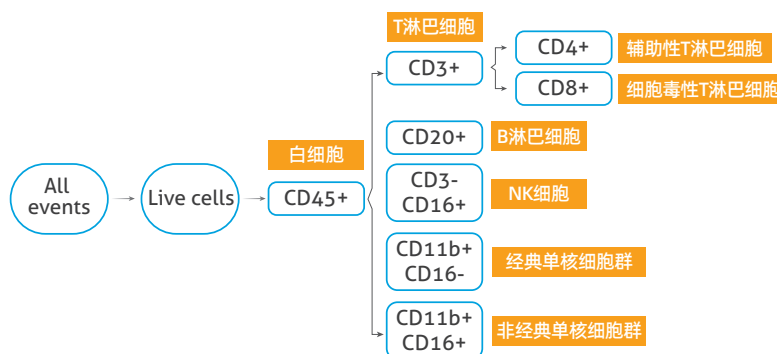 T淋巴细胞
CD3+
CD4+
辅助性T淋巴细胞
CD8+
细胞毒性T淋巴细胞
CD20+
B淋巴细胞
白细胞
All
events
Live cells
CD45+
CD3-
CD16+
NK细胞
CD11b+
CD16-
经典单核细胞群
CD11b+
CD16+
非经典单核细胞群